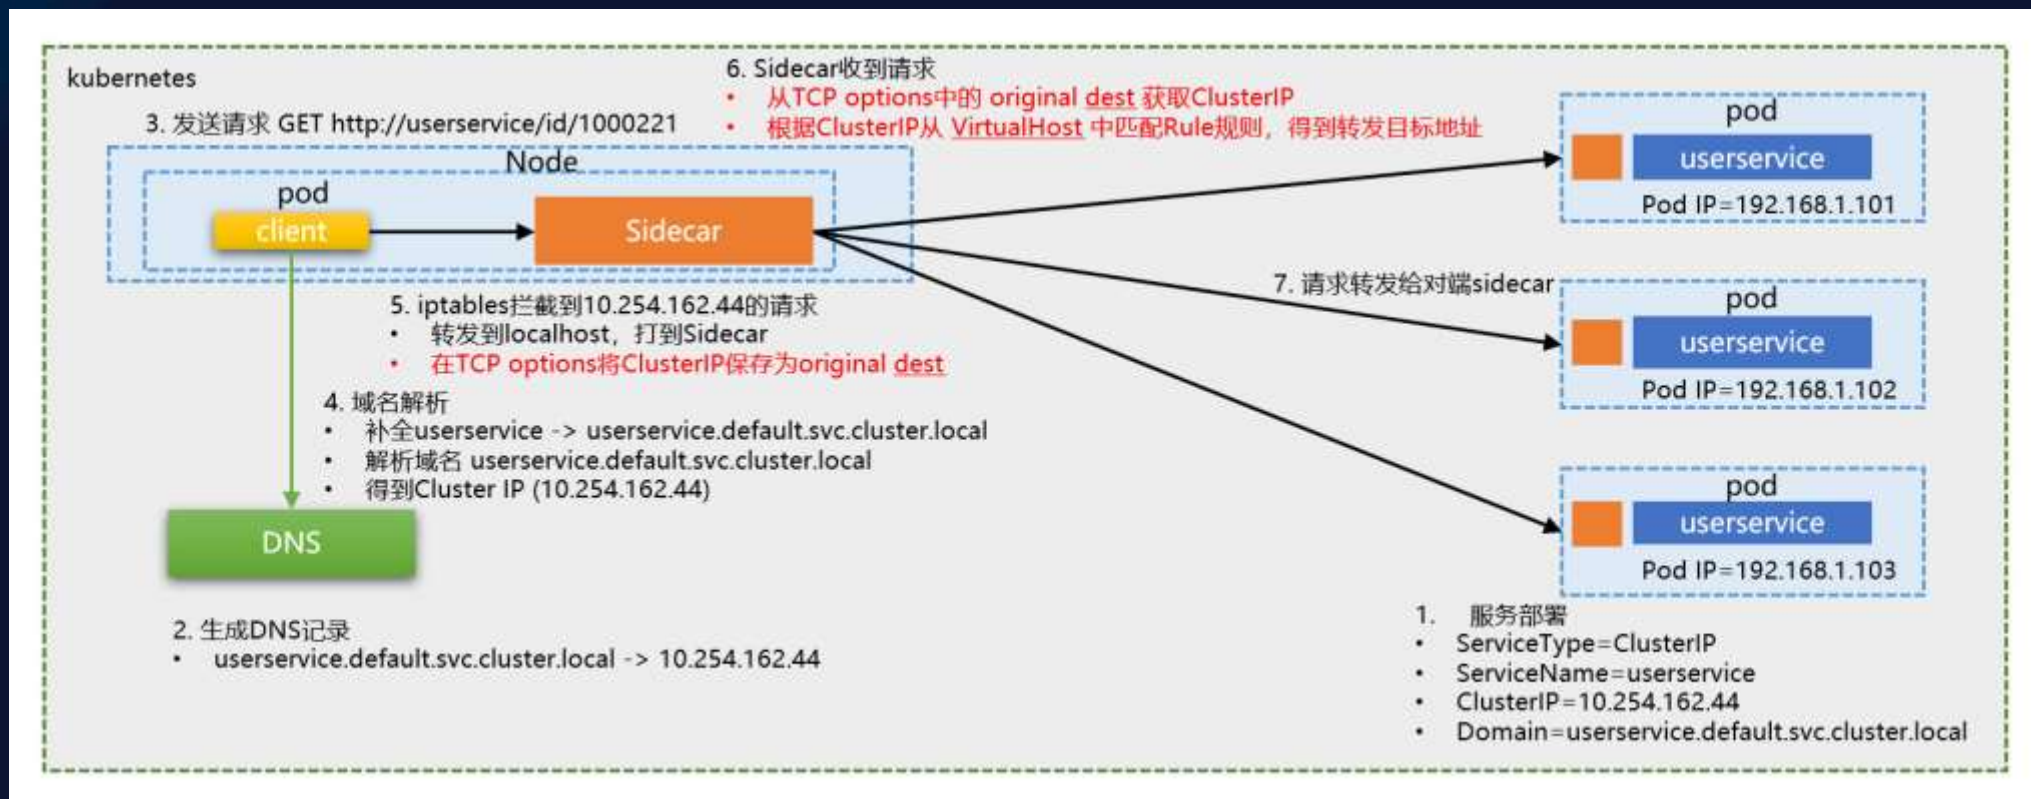 kubernetes
3. 发送请求 GET http://userservice/id/1000221
6. Sidecar收到请求
• 从TCP options中的 original dest 获取ClusterIP
• 根据ClusterIP从 VirtualHost 中匹配Rule规则，得到转发目标地址
Node
pod
client
Sidecar
5. iptables拦截到10.254.162.44的请求
• 转发到localhost，打到Sidecar
• 在TCP options将ClusterIP保存为original dest
4. 域名解析
• 补全userservice -> userservice.default.svc.cluster.local
• 解析域名 userservice.default.svc.cluster.local
• 得到Cluster IP (10.254.162.44)
DNS
2. 生成DNS记录
• userservice.default.svc.cluster.local -> 10.254.162.44
pod
userservice
Pod IP=192.168.1.101
7. 请求转发给对端sidecar
pod
userservice
Pod IP=192.168.1.102
pod
userservice
Pod IP=192.168.1.103
1. 服务部署
• ServiceType=ClusterIP
• ServiceName=userservice
• ClusterIP=10.254.162.44
• Domain=userservice.default.svc.cluster.local